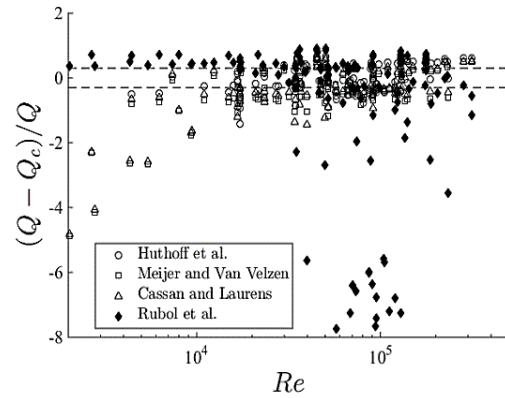 2
0
-2
-4
-6
-8
(Q − Q_c)/Q
Huthoff et al.
Meijer and Van Velzen
Cassan and Laurens
Rubol et al.
10^4
10^5
Re